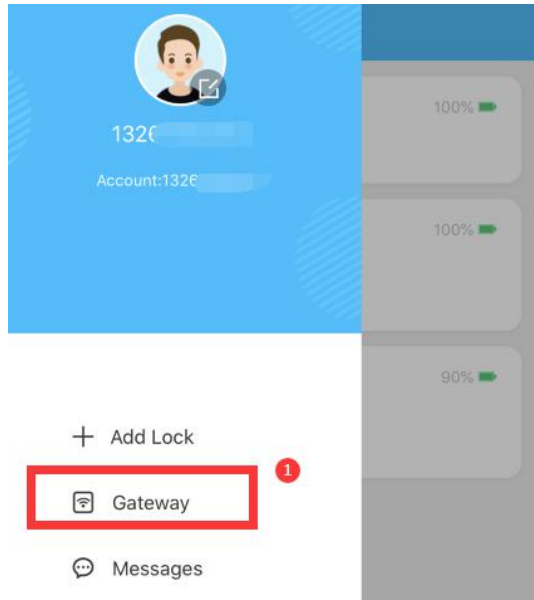 1326
Account:1326
100%
100%
90%
+ Add Lock
1
Gateway
Messages